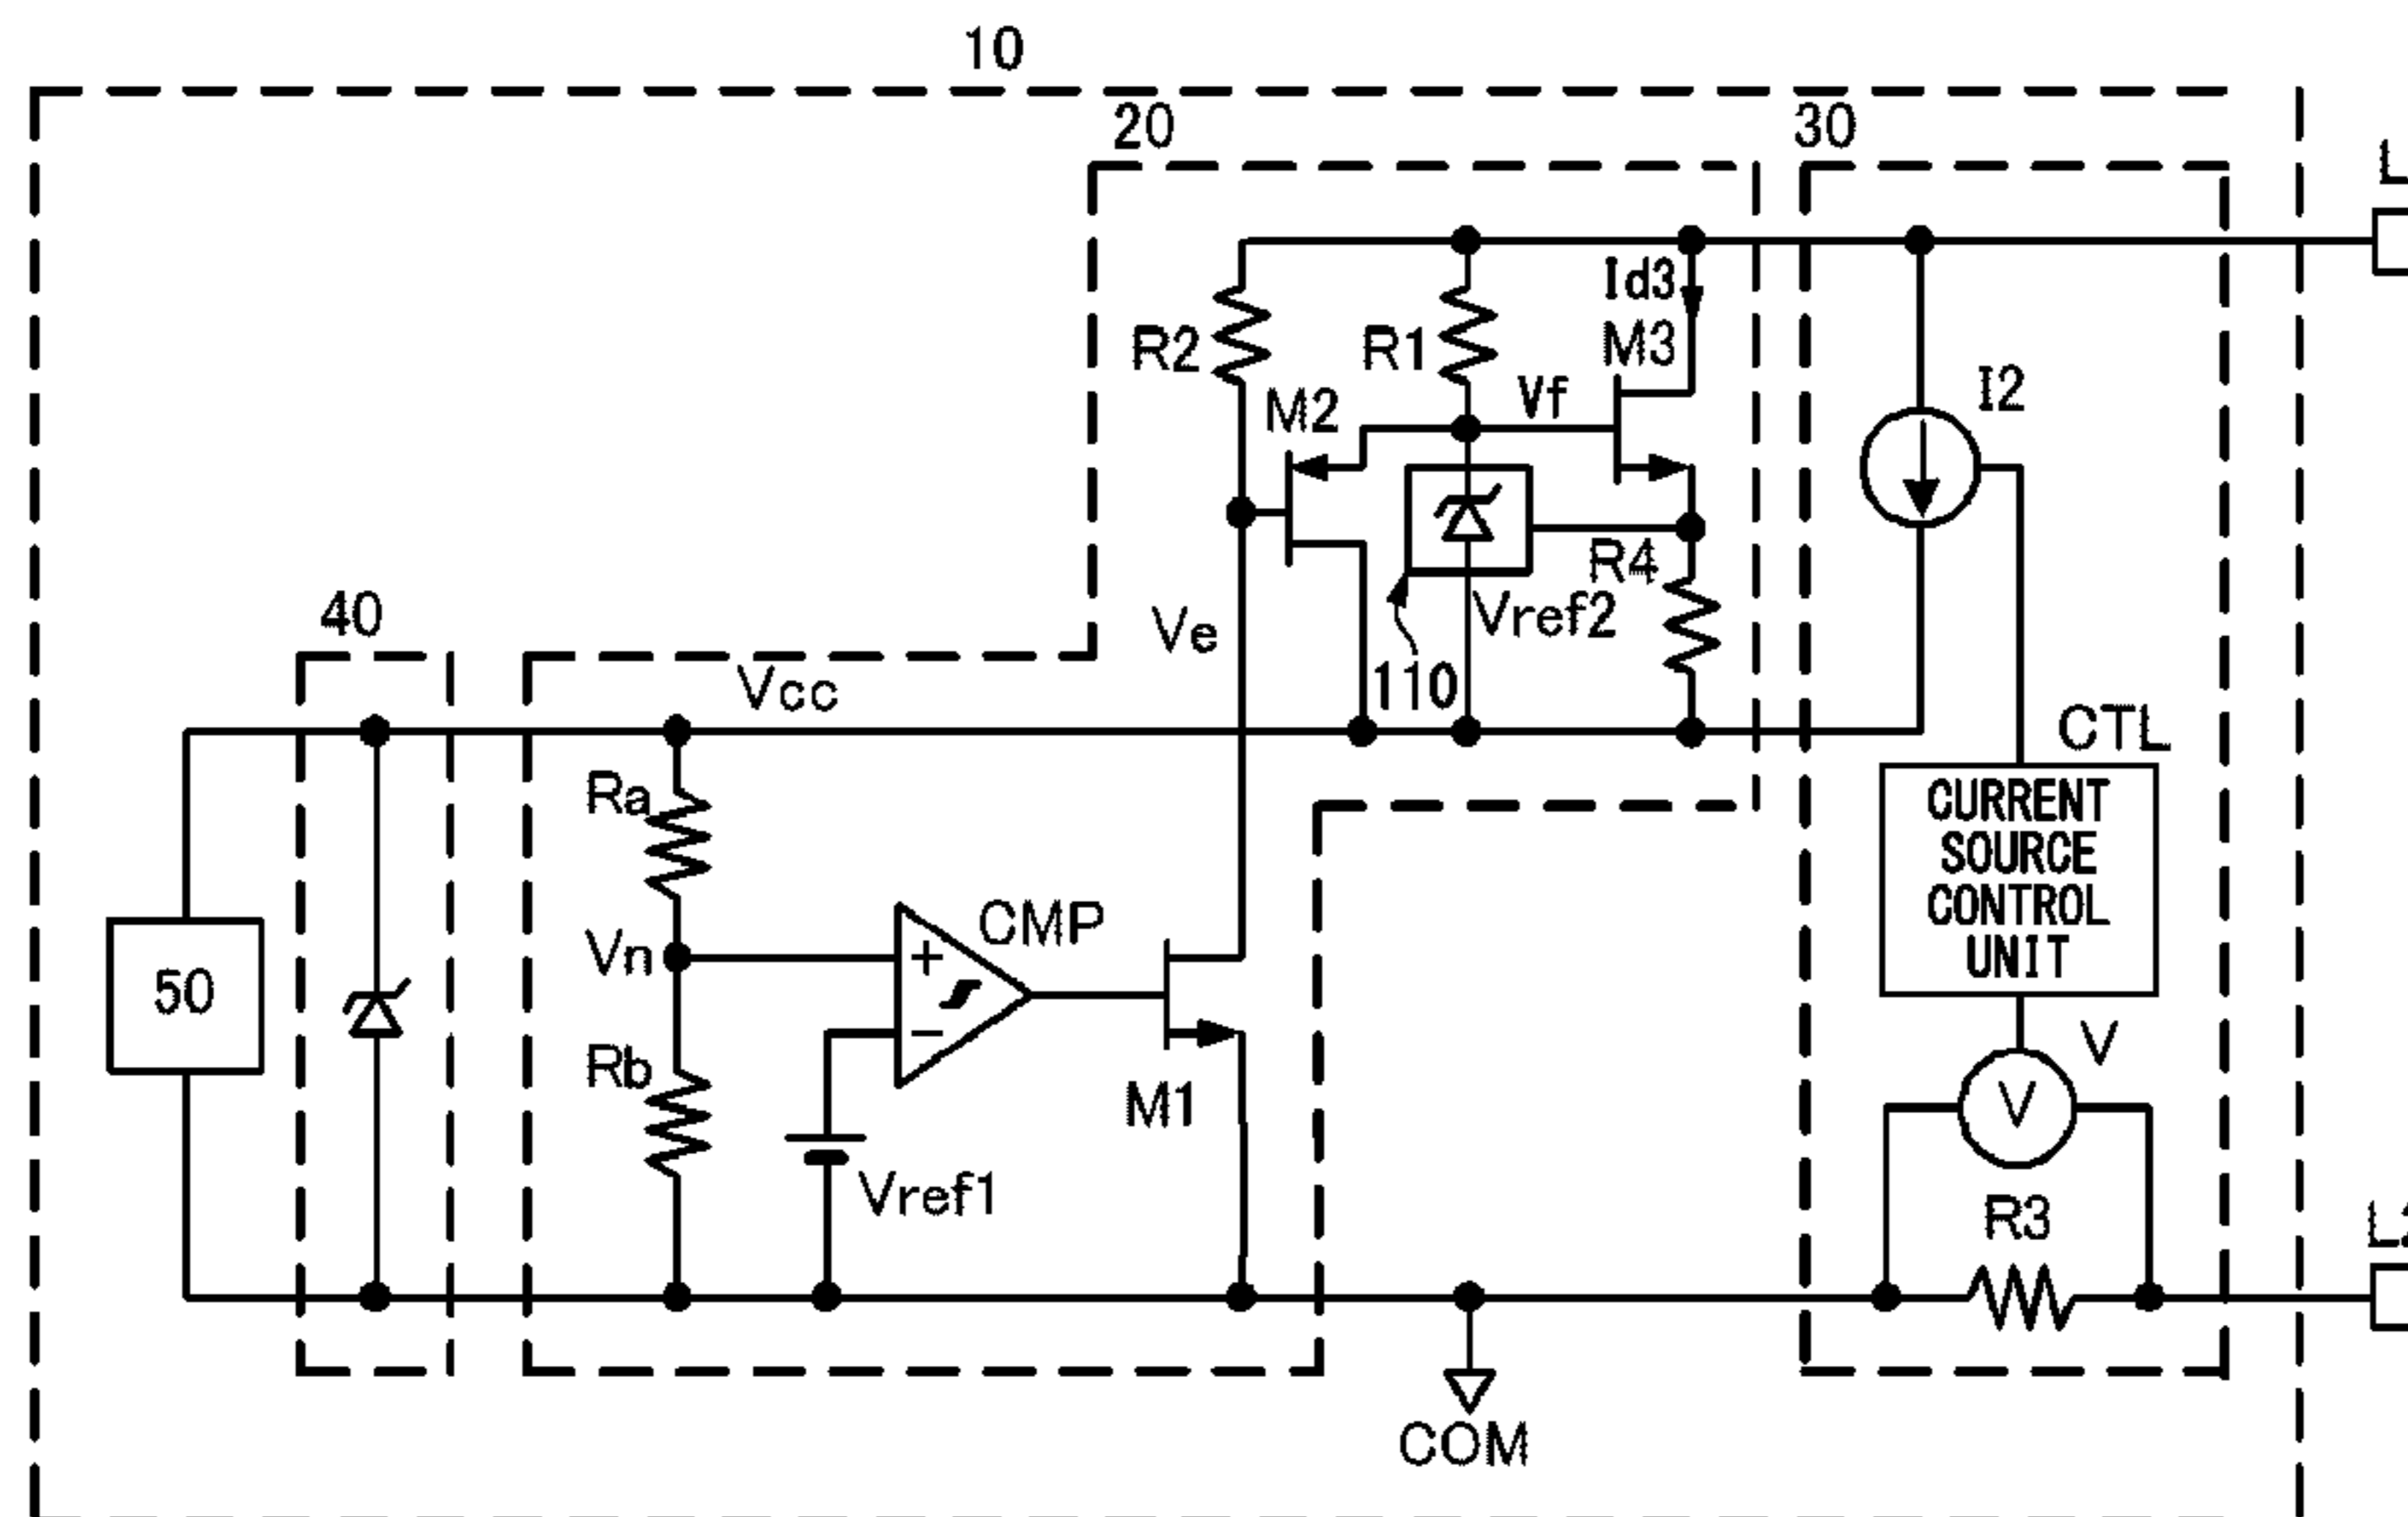 10
20
30
Id3
R2
R1
M3
M2
Vf
I2
R4
Ve
Vref2
40
Vcc
110
CTL
Ra
CURRENT
SOURCE
CONTROL
UNIT
CMP
Vn
+
50
−
V
Rb
M1
V
Vref1
R3
COM